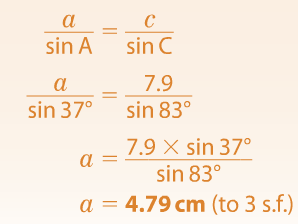 a/sin A = c/sin C
a/sin 37° = 7.9/sin 83°
a = 7.9 × sin 37°/sin 83°
a = 4.79 cm (to 3 s.f.)